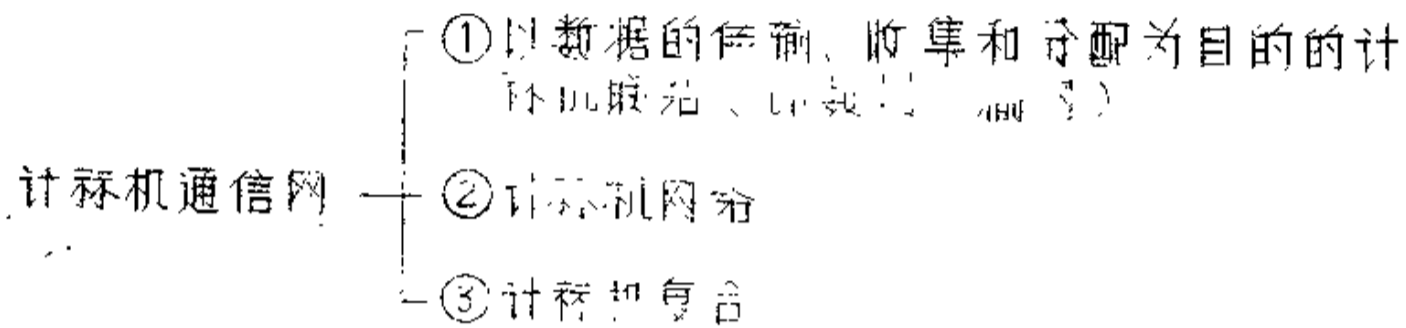 ①以数据的传输、收集和分配为目的的计
算机联治、
计算机通信网
②计算机网络
③计算机复合